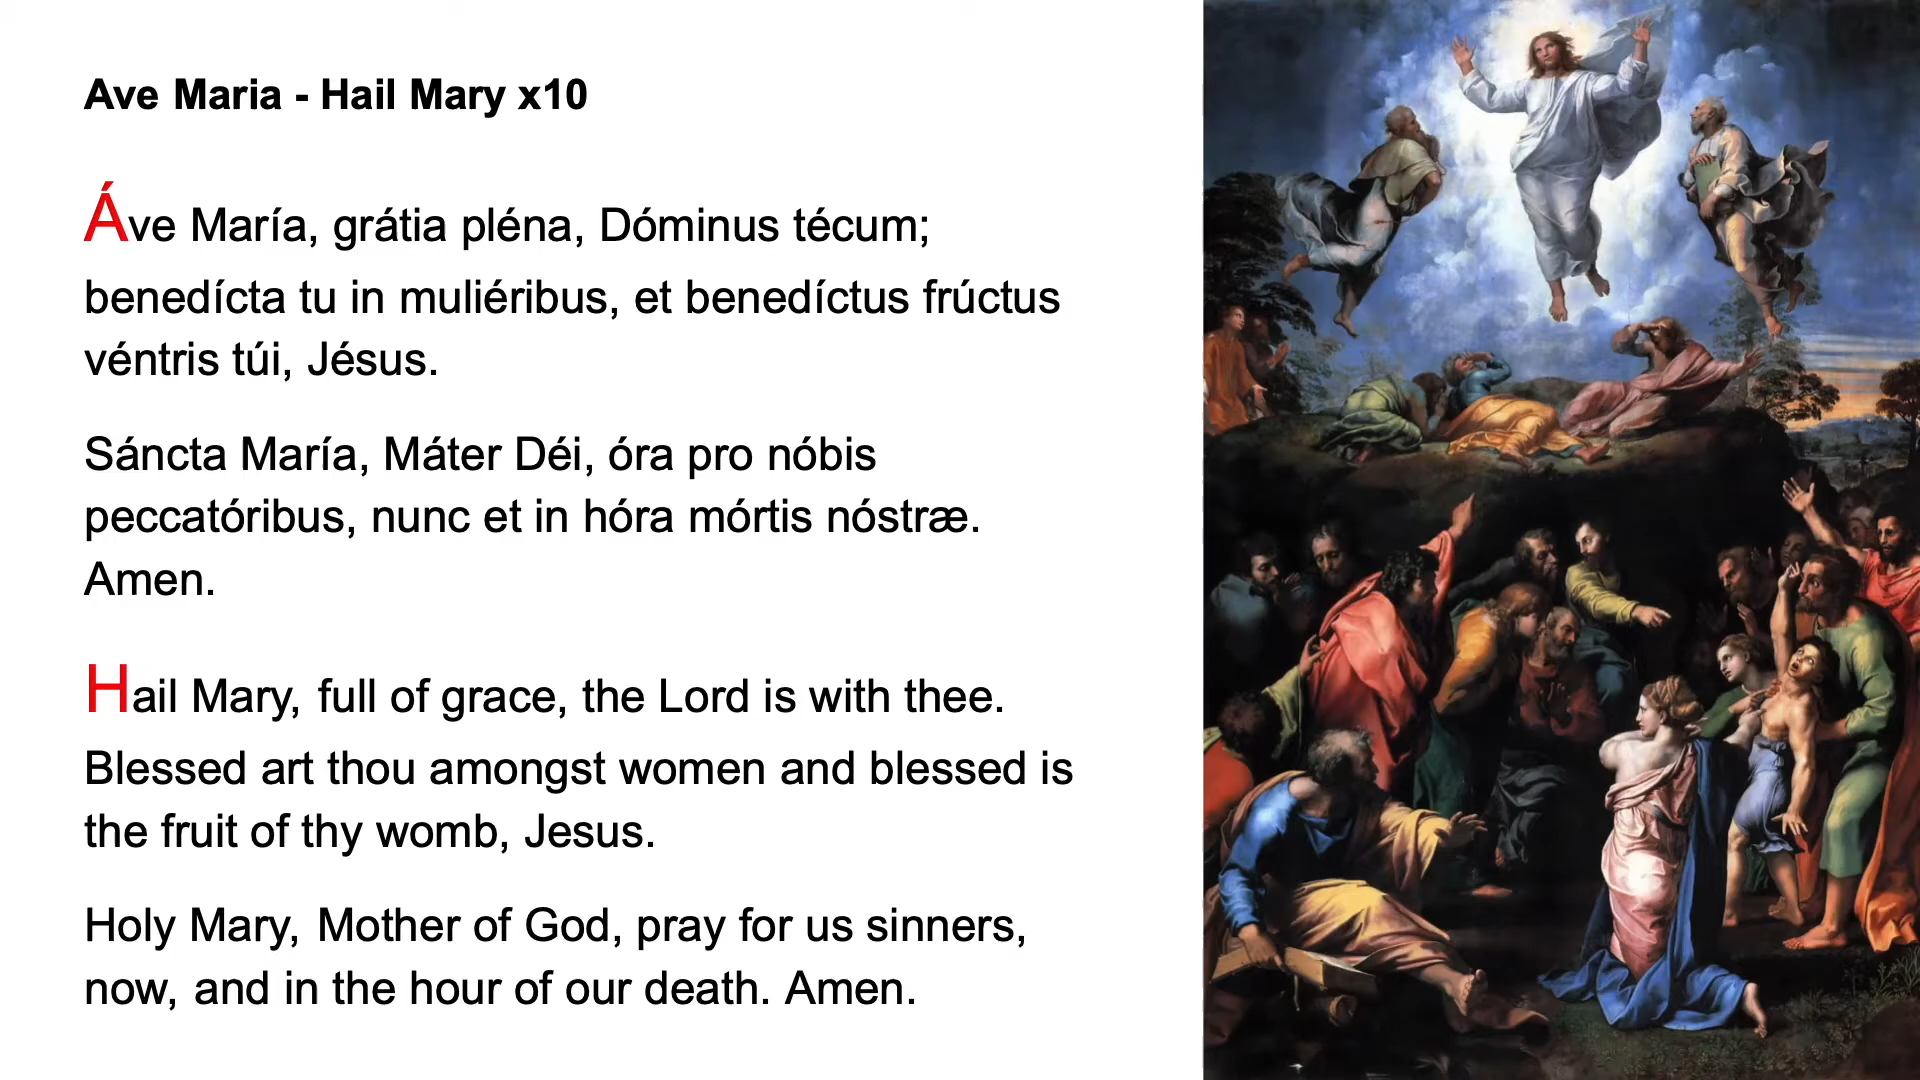 Ave Maria - Hail Mary x10
Áve María, grátia pléna, Dóminus técum;
benedícta tu in muliéribus, et benedíctus frúctus
véntris túi, Jésus.
Sáncta María, Máter Déi, óra pro nóbis
peccatóribus, nunc et in hóra mórtis nóstræ.
Amen.
Hail Mary, full of grace, the Lord is with thee.
Blessed art thou amongst women and blessed is
the fruit of thy womb, Jesus.
Holy Mary, Mother of God, pray for us sinners,
now, and in the hour of our death. Amen.